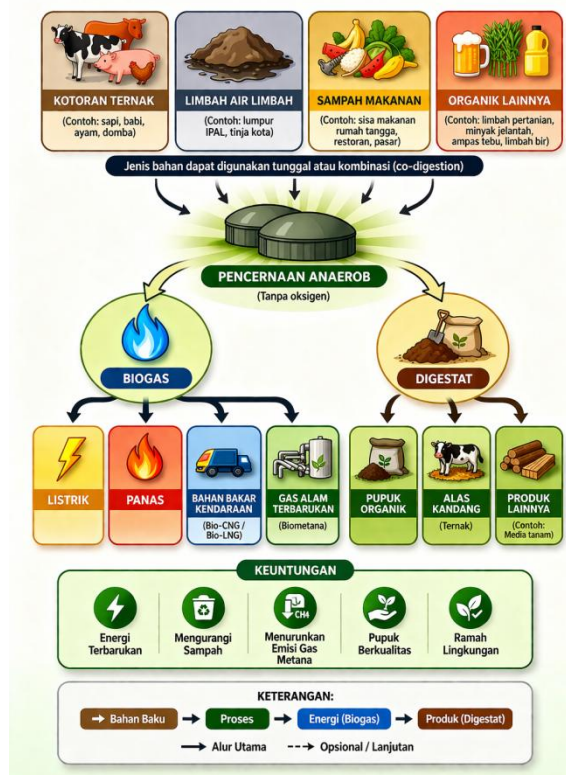 KOTORAN TERNAK
(Contoh: sapi, babi,
ayam, domba)
LIMBAH AIR LIMBAH
(Contoh: lumpur
IPAL, tinja kota)
SAMPAH MAKANAN
(Contoh: sisa makanan
rumah tangga,
restoran, pasar)
ORGANIK LAINNYA
(Contoh: limbah pertanian,
minyak jelantah,
ampas tebu, limbah bir)
Jenis bahan dapat digunakan tunggal atau kombinasi (co-digestion)
PENCERNAAN ANAEROB
(Tanpa oksigen)
BIOGAS
DIGESTAT
LISTRIK
PANAS
BAHAN BAKAR
KENDARAAN
(Bio-CNG /
Bio-LNG)
GAS ALAM
TERBARUKAN
(Biometana)
PUPUK
ORGANIK
ALAS
KANDANG
(Ternak)
PRODUK
LAINNYA
(Contoh:
Media tanam)
KEUNTUNGAN
Energi
Terbarukan
Mengurangi
Sampah
CH4
Menurunkan
Emisi Gas
Metana
Pupuk
Berkualitas
Ramah
Lingkungan
KETERANGAN:
Bahan Baku
Proses
Energi (Biogas)
Produk (Digestat)
Alur Utama
Opsional / Lanjutan